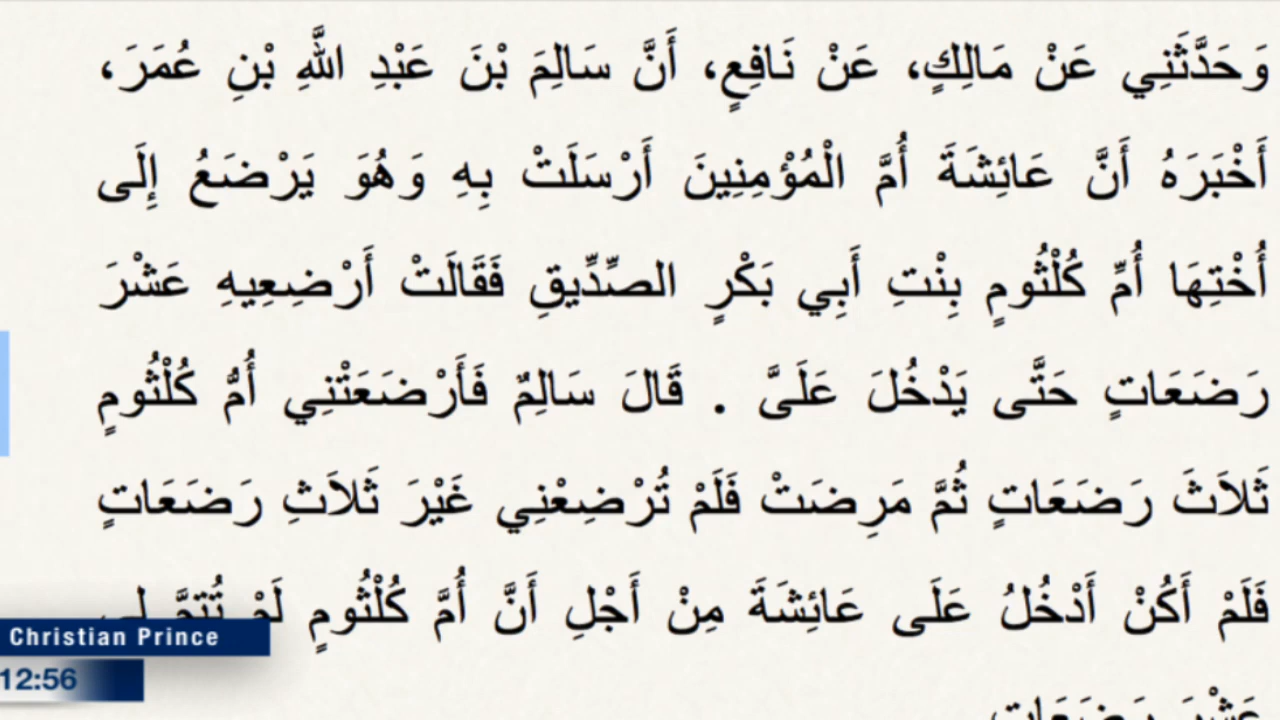 وَحَدَّثَنِي عَنْ مَالِكٍ، عَنْ نَافِعٍ، أَنَّ سَالِمَ بْنَ عَبْدِ اللَّهِ بْنِ عُمَرَ،
أَخْبَرَهُ أَنَّ عَائِشَةَ أُمَّ الْمُؤْمِنِينَ أَرْسَلَتْ بِهِ وَهُوَ يَرْضَعُ إِلَى
أُخْتِهَا أُمِّ كُلْثُومٍ بِنْتِ أَبِي بَكْرٍ الصِّدِّيقِ فَقَالَتْ أَرْضِعِيهِ عَشْرَ
رَضَعَاتٍ حَتَّى يَدْخُلَ عَلَىَّ . قَالَ سَالِمٌ فَأَرْضَعَتْنِي أُمُّ كُلْثُومٍ
ثَلاَثَ رَضَعَاتٍ ثُمَّ مَرِضَتْ فَلَمْ تُرْضِعْنِي غَيْرَ ثَلاَثِ رَضَعَاتٍ
فَلَمْ أَكُنْ أَدْخُلُ عَلَى عَائِشَةَ مِنْ أَجْلِ أَنَّ أُمَّ كُلْثُومٍ لَمْ تُتِمَّ لِي
عَشْرَ رَضَعَاتٍ
Christian Prince
12:56